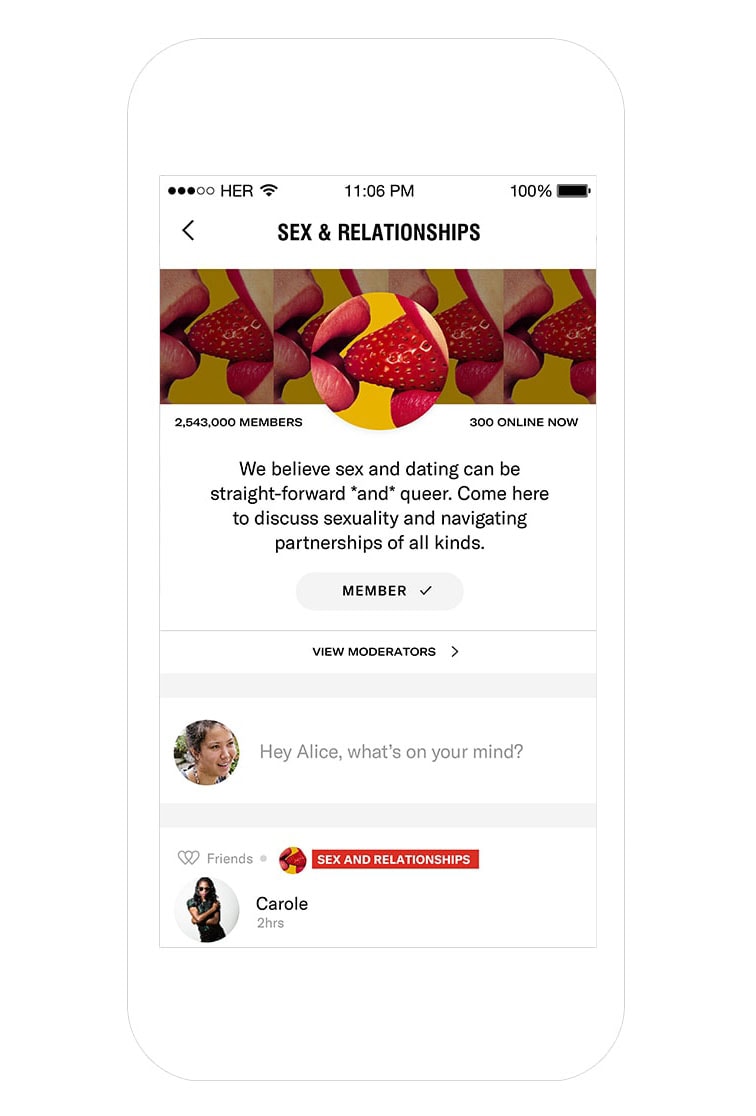 HER 11:06 PM 100%
SEX & RELATIONSHIPS
2,543,000 MEMBERS 300 ONLINE NOW
We believe sex and dating can be
straight-forward *and* queer. Come here
to discuss sexuality and navigating
partnerships of all kinds.
MEMBER
VIEW MODERATORS
Hey Alice, what's on your mind?
Friends SEX AND RELATIONSHIPS
Carole
2hrs